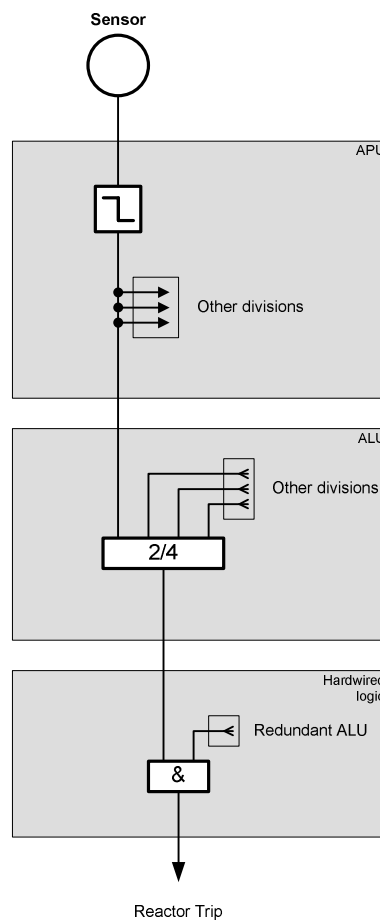 Sensor
APU
Other divisions
ALU
Other divisions
2/4
Hardwired
logic
Redundant ALU
&
Reactor Trip